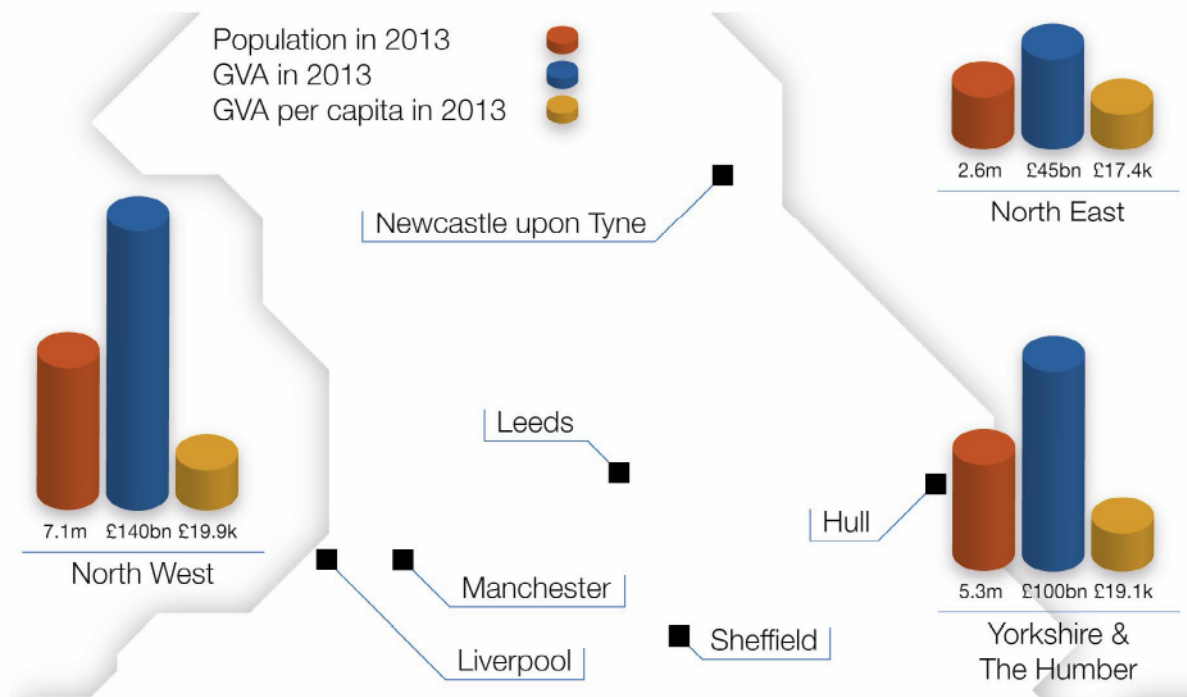 Population in 2013
GVA in 2013
GVA per capita in 2013
2.6m £45bn £17.4k
North East
Newcastle upon Tyne
Leeds
Hull
7.1m £140bn £19.9k
North West
Manchester
Liverpool
Sheffield
5.3m £100bn £19.1k
Yorkshire &
The Humber